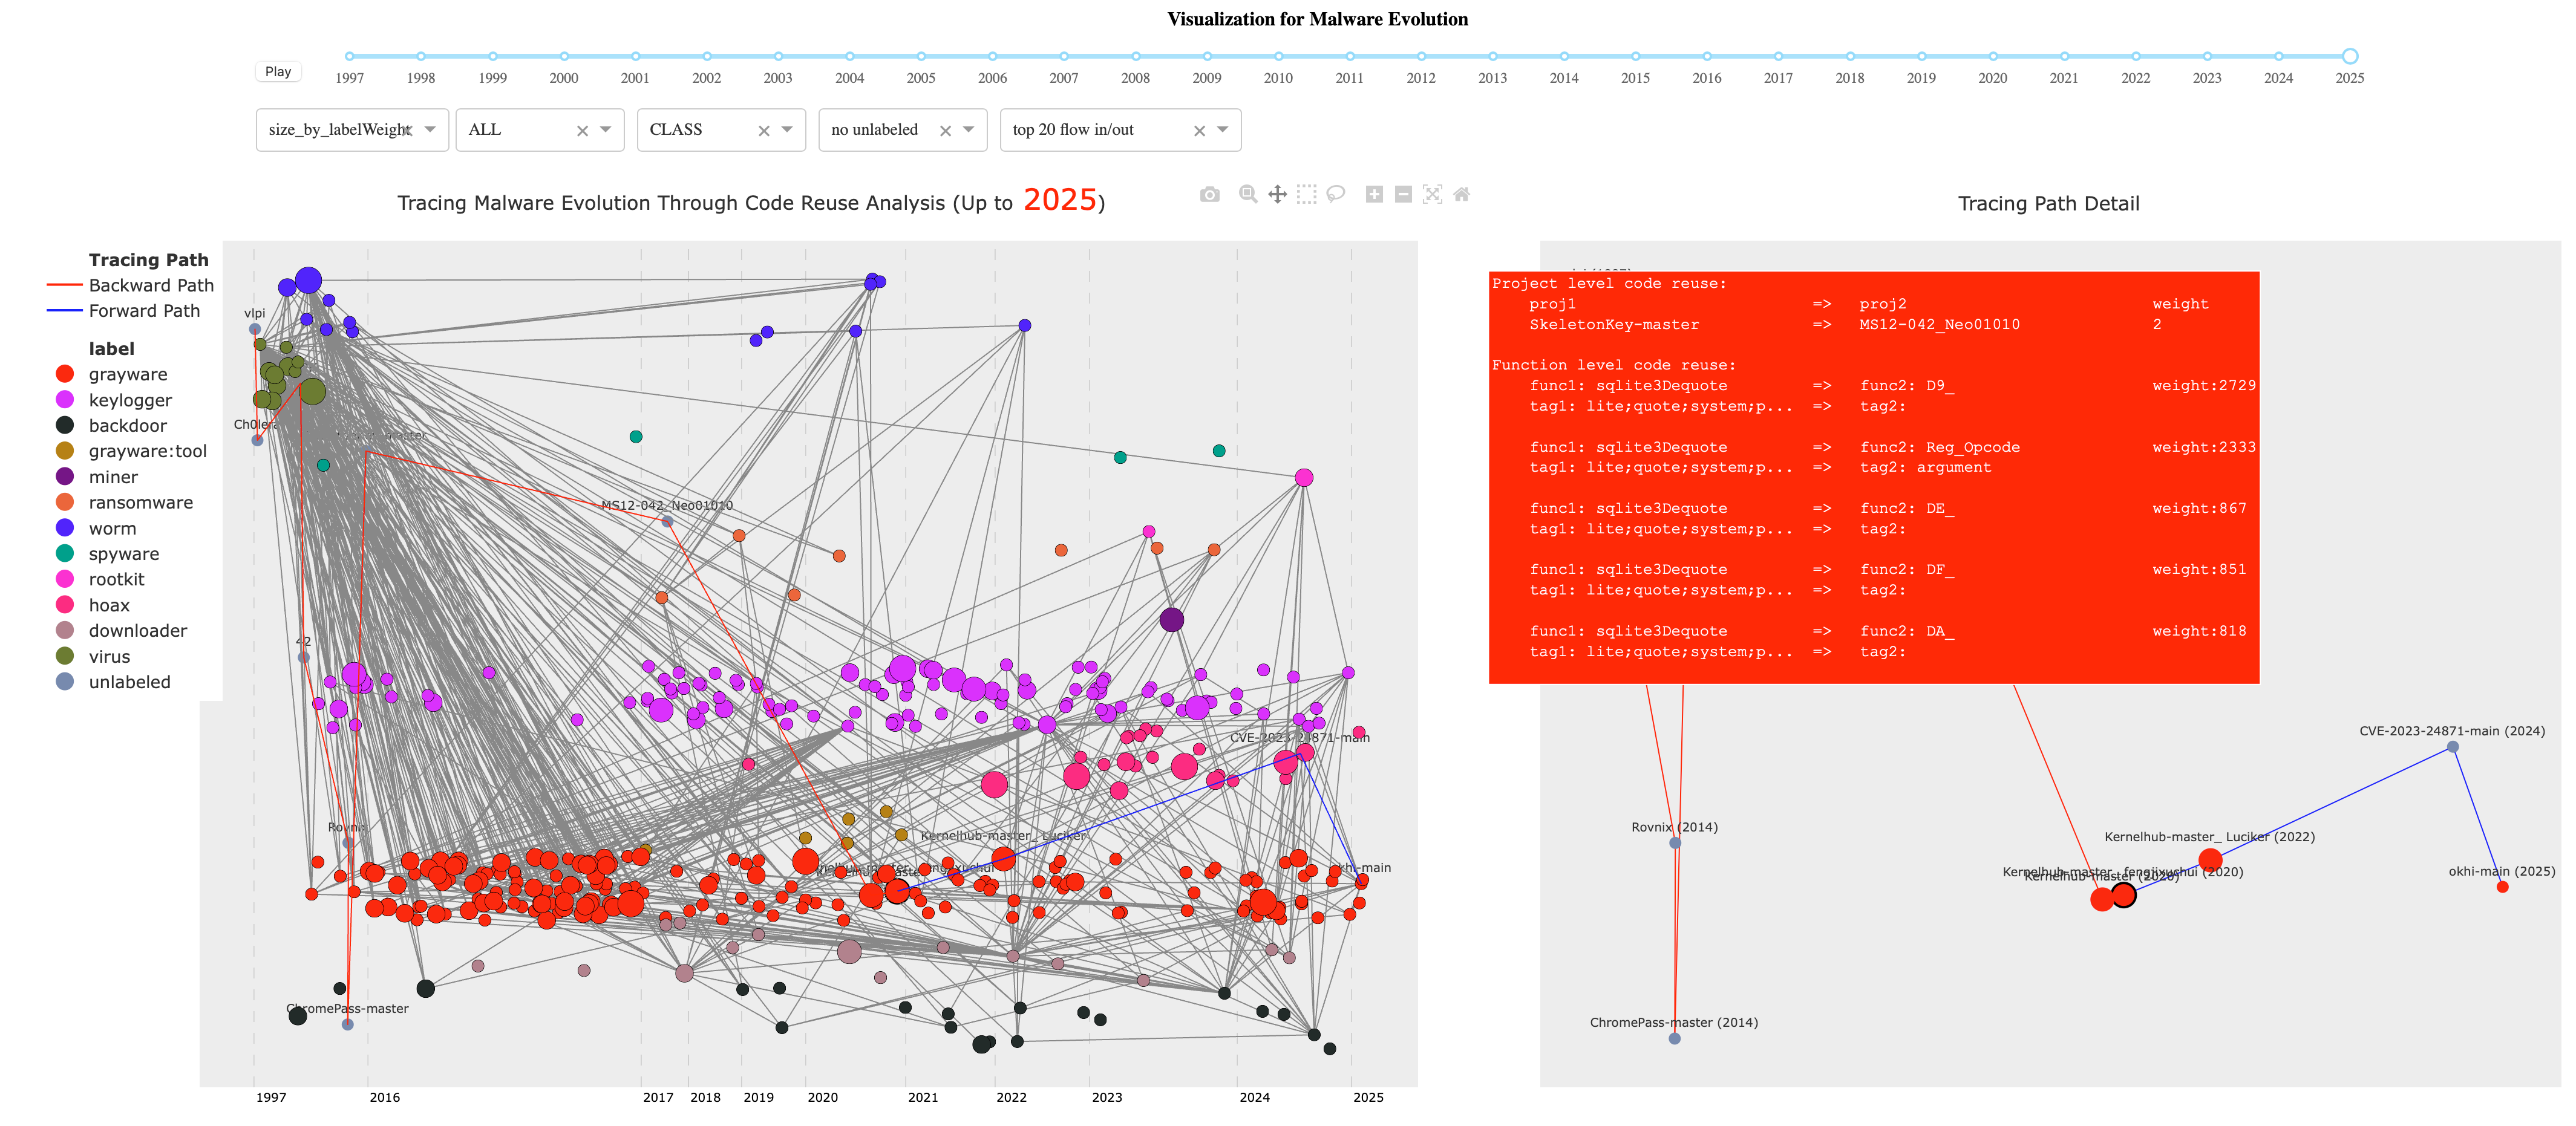 Visualization for Malware Evolution
Play
1997 1998 1999 2000 2001 2002 2003 2004 2005 2006 2007 2008 2009 2010 2011 2012 2013 2014 2015 2016 2017 2018 2019 2020 2021 2022 2023 2024 2025
size_by_labelWeight ALL CLASS no unlabeled top 20 flow in/out
Tracing Malware Evolution Through Code Reuse Analysis (Up to 2025)
Tracing Path
Backward Path
Forward Path
label
grayware
keylogger
backdoor
grayware:tool
miner
ransomware
worm
spyware
rootkit
hoax
downloader
virus
unlabeled
vlpi
MS12-042_Neo01010
42
CVE-2023-24871-main
Kernelhub-master_ Luciker
okhi-main
ChromePass-master
1997 2016 2017 2018 2019 2020 2021 2022 2023 2024 2025
Tracing Path Detail
Project level code reuse:
proj1 => proj2 weight
SkeletonKey-master => MS12-042_Neo01010 2
Function level code reuse:
func1: sqlite3Dequote => func2: D9_ weight:2729
tag1: lite;quote;system;p... => tag2:
func1: sqlite3Dequote => func2: Reg_Opcode weight:2333
tag1: lite;quote;system;p... => tag2: argument
func1: sqlite3Dequote => func2: DE_ weight:867
tag1: lite;quote;system;p... => tag2:
func1: sqlite3Dequote => func2: DF_ weight:851
tag1: lite;quote;system;p... => tag2:
func1: sqlite3Dequote => func2: DA_ weight:818
tag1: lite;quote;system;p... => tag2:
CVE-2023-24871-main (2024)
Rovnix (2014)
Kernelhub-master_ Luciker (2022)
Kernelhub-master_ fengjixuchui (2020)
Kernelhub-master (2020)
okhi-main (2025)
ChromePass-master (2014)